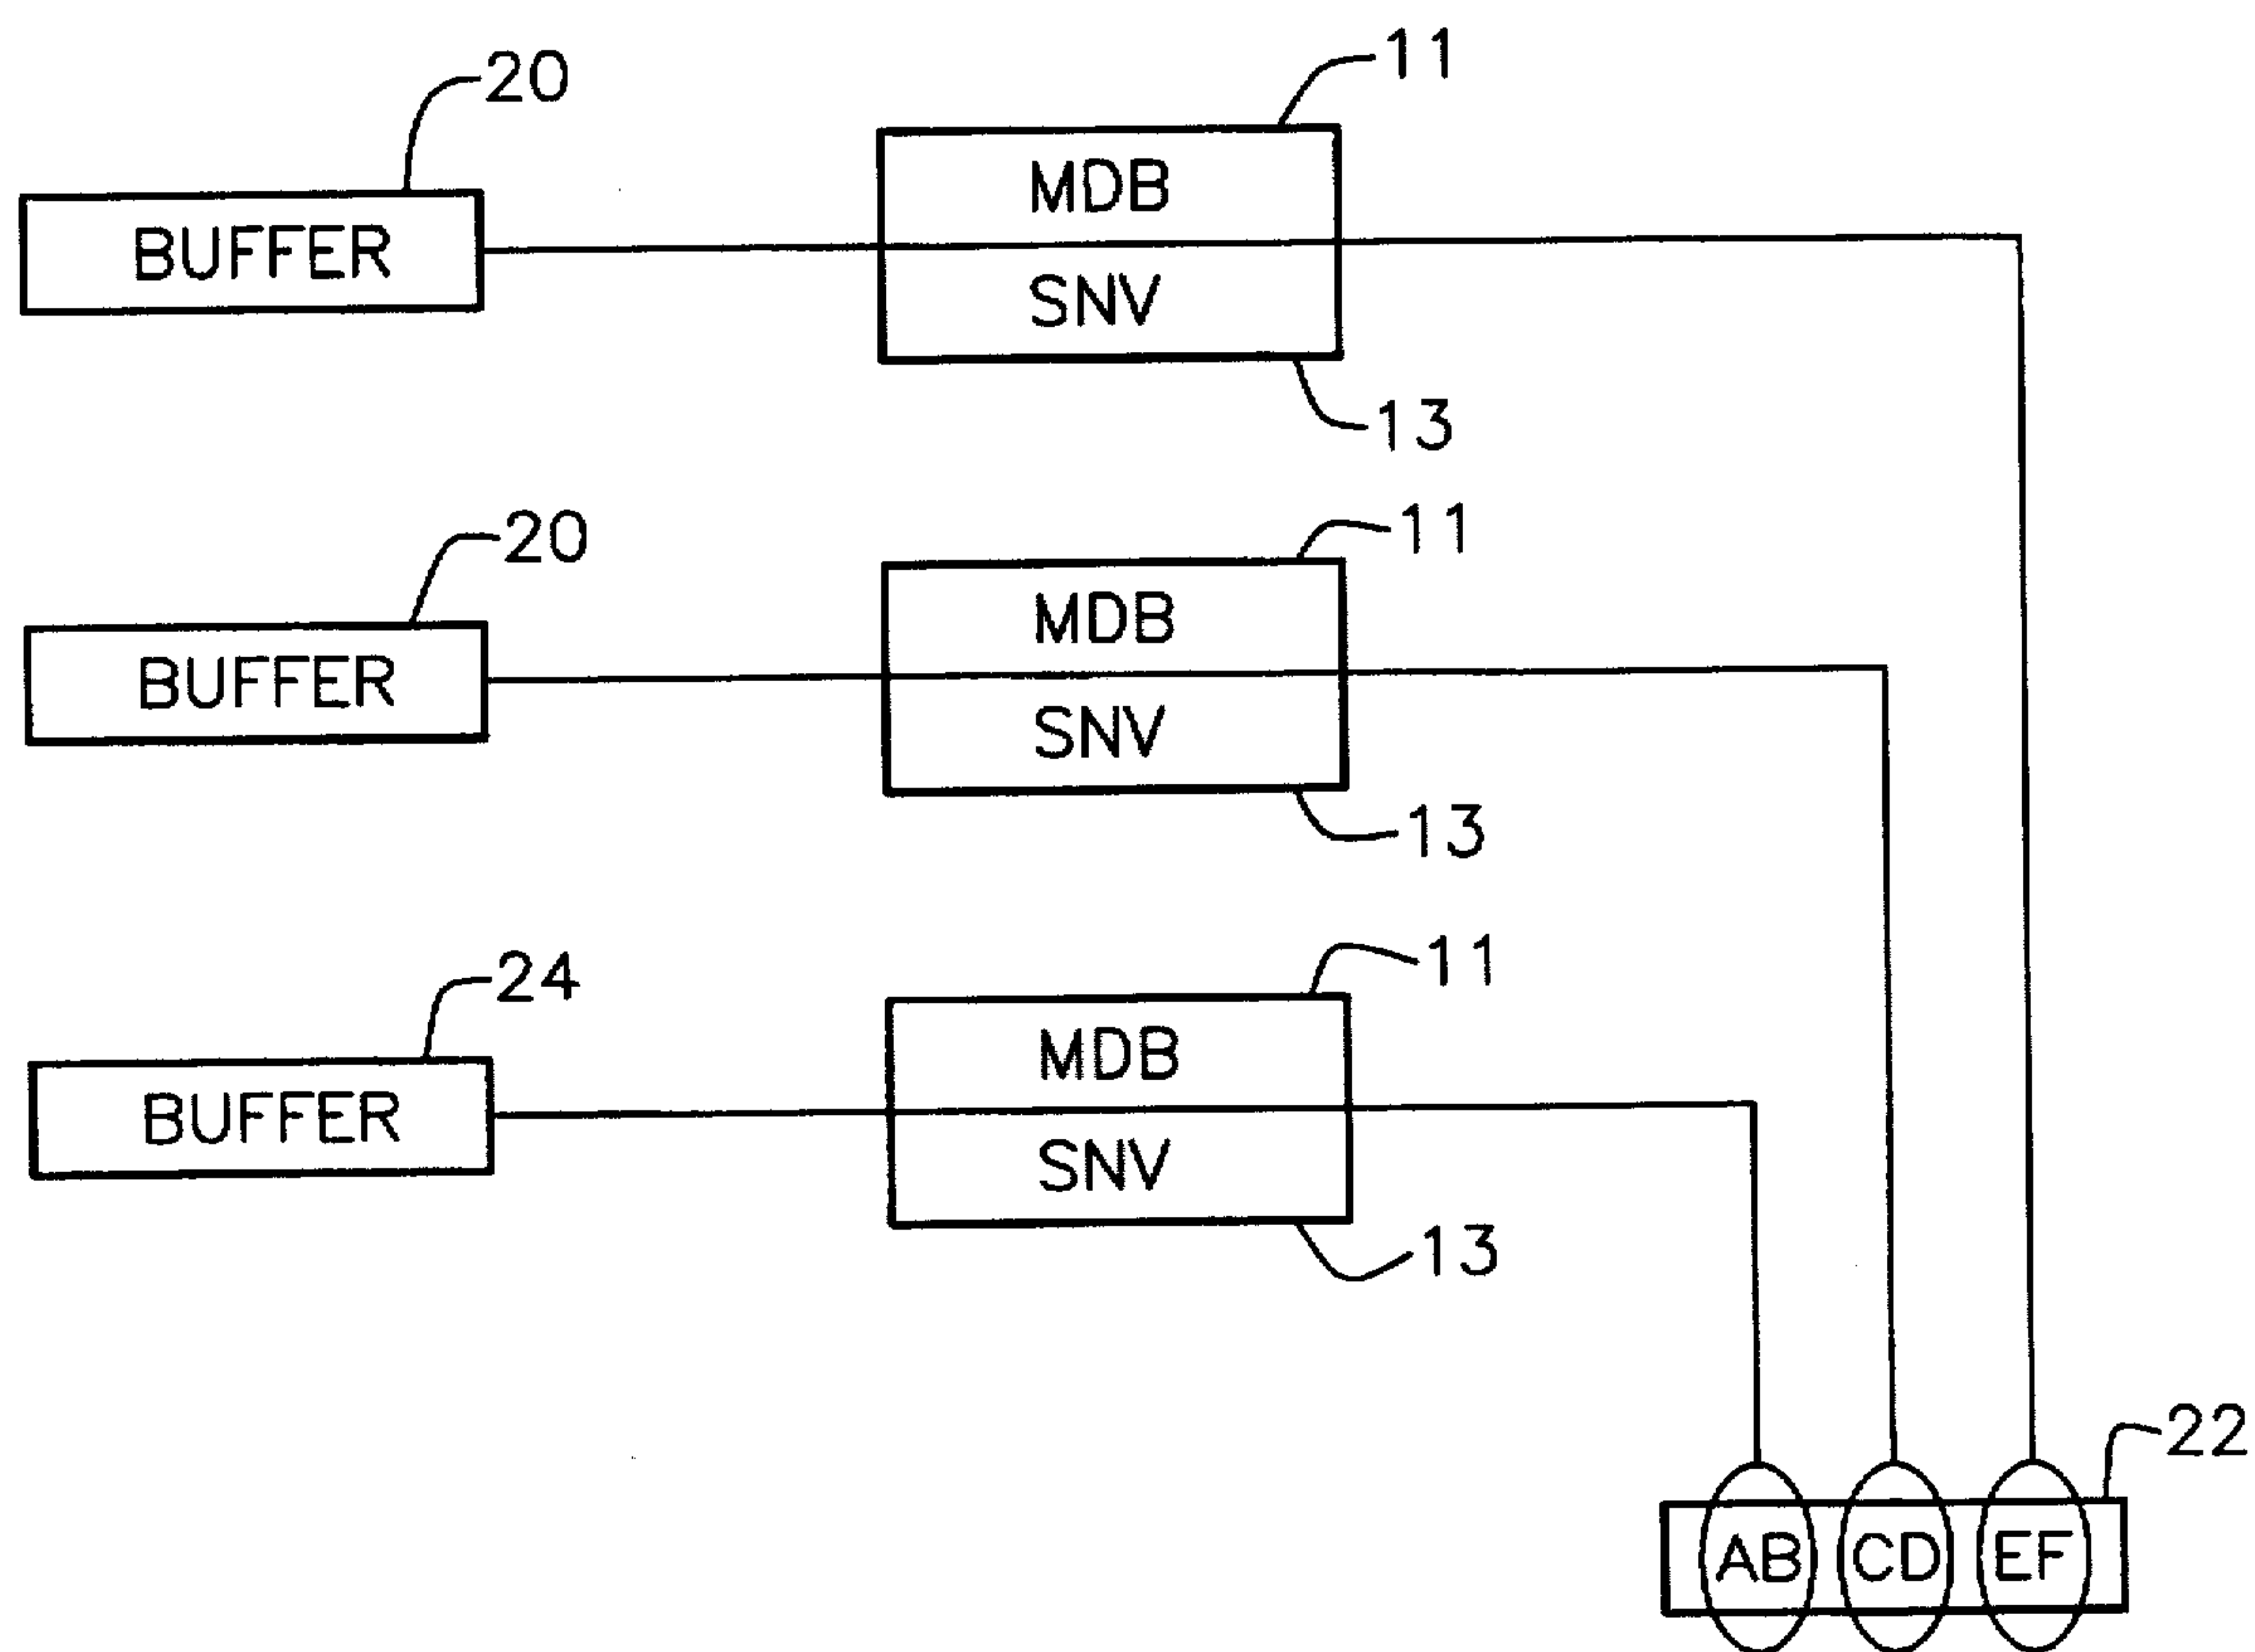 20
11
BUFFER
MDB
SNV
13
20
11
BUFFER
MDB
SNV
13
24
11
BUFFER
MDB
SNV
13
22
AB CD EF